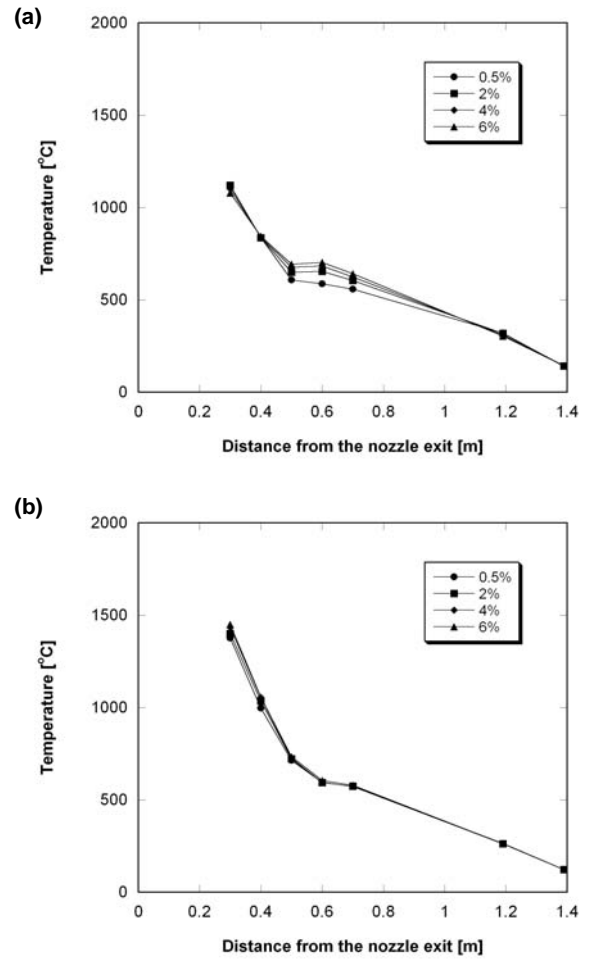 (a)
2000
1500
1000
500
0
Temperature [°C]
0.5%
2%
4%
6%
0 0.2 0.4 0.6 0.8 1 1.2 1.4
Distance from the nozzle exit [m]
(b)
2000
1500
1000
500
0
Temperature [°C]
0.5%
2%
4%
6%
0 0.2 0.4 0.6 0.8 1 1.2 1.4
Distance from the nozzle exit [m]